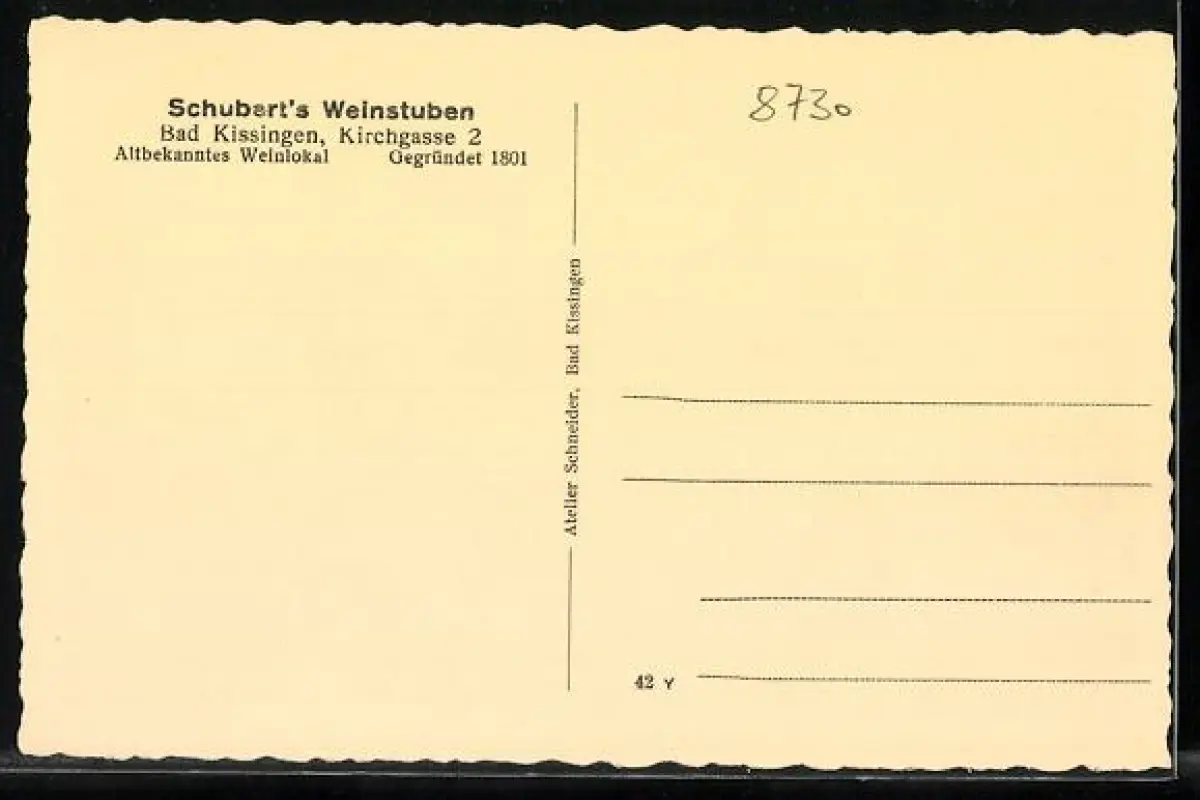 Schubert's Weinstuben
Bad Kissingen, Kirchgasse 2
Altbekanntes Weinlokal Gegründet 1801
8730
Atelier Schneider, Bad Kissingen
42 Y